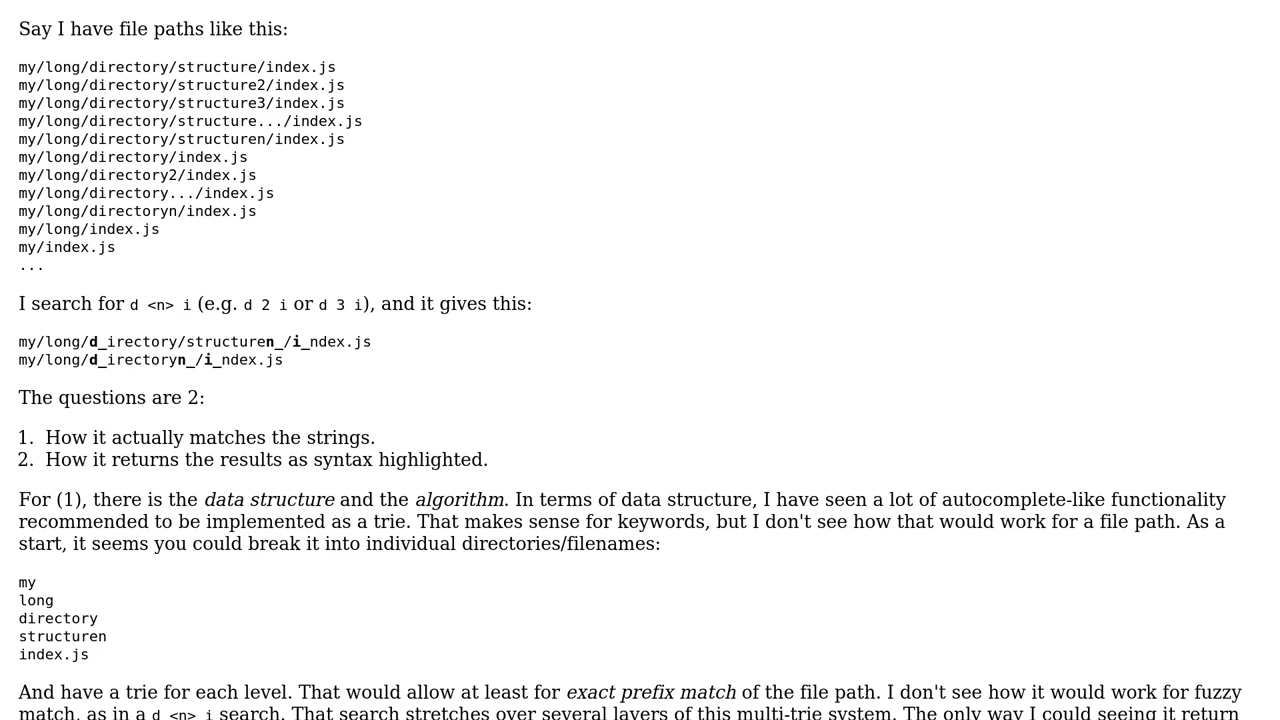 Say I have file paths like this:
my/long/directory/structure/index.js
my/long/directory/structure2/index.js
my/long/directory/structure3/index.js
my/long/directory/structure.../index.js
my/long/directory/structuren/index.js
my/long/directory/index.js
my/long/directory2/index.js
my/long/directory.../index.js
my/long/directoryn/index.js
my/long/index.js
my/index.js
...
I search for d <n> i (e.g. d 2 i or d 3 i), and it gives this:
my/long/d_irectory/structuren_/i_ndex.js
my/long/d_irectoryn_/i_ndex.js
The questions are 2:
1. How it actually matches the strings.
2. How it returns the results as syntax highlighted.
For (1), there is the data structure and the algorithm. In terms of data structure, I have seen a lot of autocomplete-like functionality
recommended to be implemented as a trie. That makes sense for keywords, but I don't see how that would work for a file path. As a
start, it seems you could break it into individual directories/filenames:
my
long
directory
structuren
index.js
And have a trie for each level. That would allow at least for exact prefix match of the file path. I don't see how it would work for fuzzy
match, as in a d <n> i search. That search stretches over several layers of this multi-trie system. The only way I could seeing it return